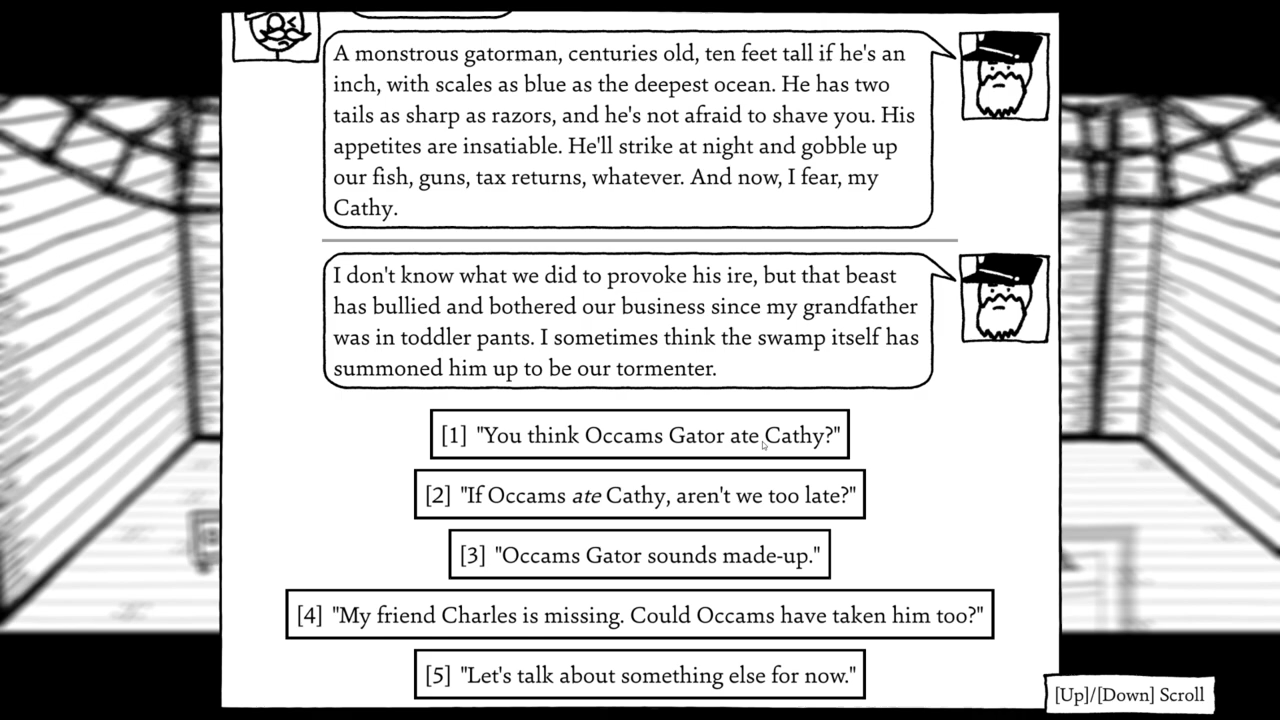 A monstrous gatorman, centuries old, ten feet tall if he's an
inch, with scales as blue as the deepest ocean. He has two
tails as sharp as razors, and he's not afraid to shave you. His
appetites are insatiable. He'll strike at night and gobble up
our fish, guns, tax returns, whatever. And now, I fear, my
Cathy.
I don't know what we did to provoke his ire, but that beast
has bullied and bothered our business since my grandfather
was in toddler pants. I sometimes think the swamp itself has
summoned him up to be our tormenter.
[1] "You think Occams Gator ate Cathy?"
[2] "If Occams ate Cathy, aren't we too late?"
[3] "Occams Gator sounds made-up."
[4] "My friend Charles is missing. Could Occams have taken him too?"
[5] "Let's talk about something else for now."
[Up]/[Down] Scroll